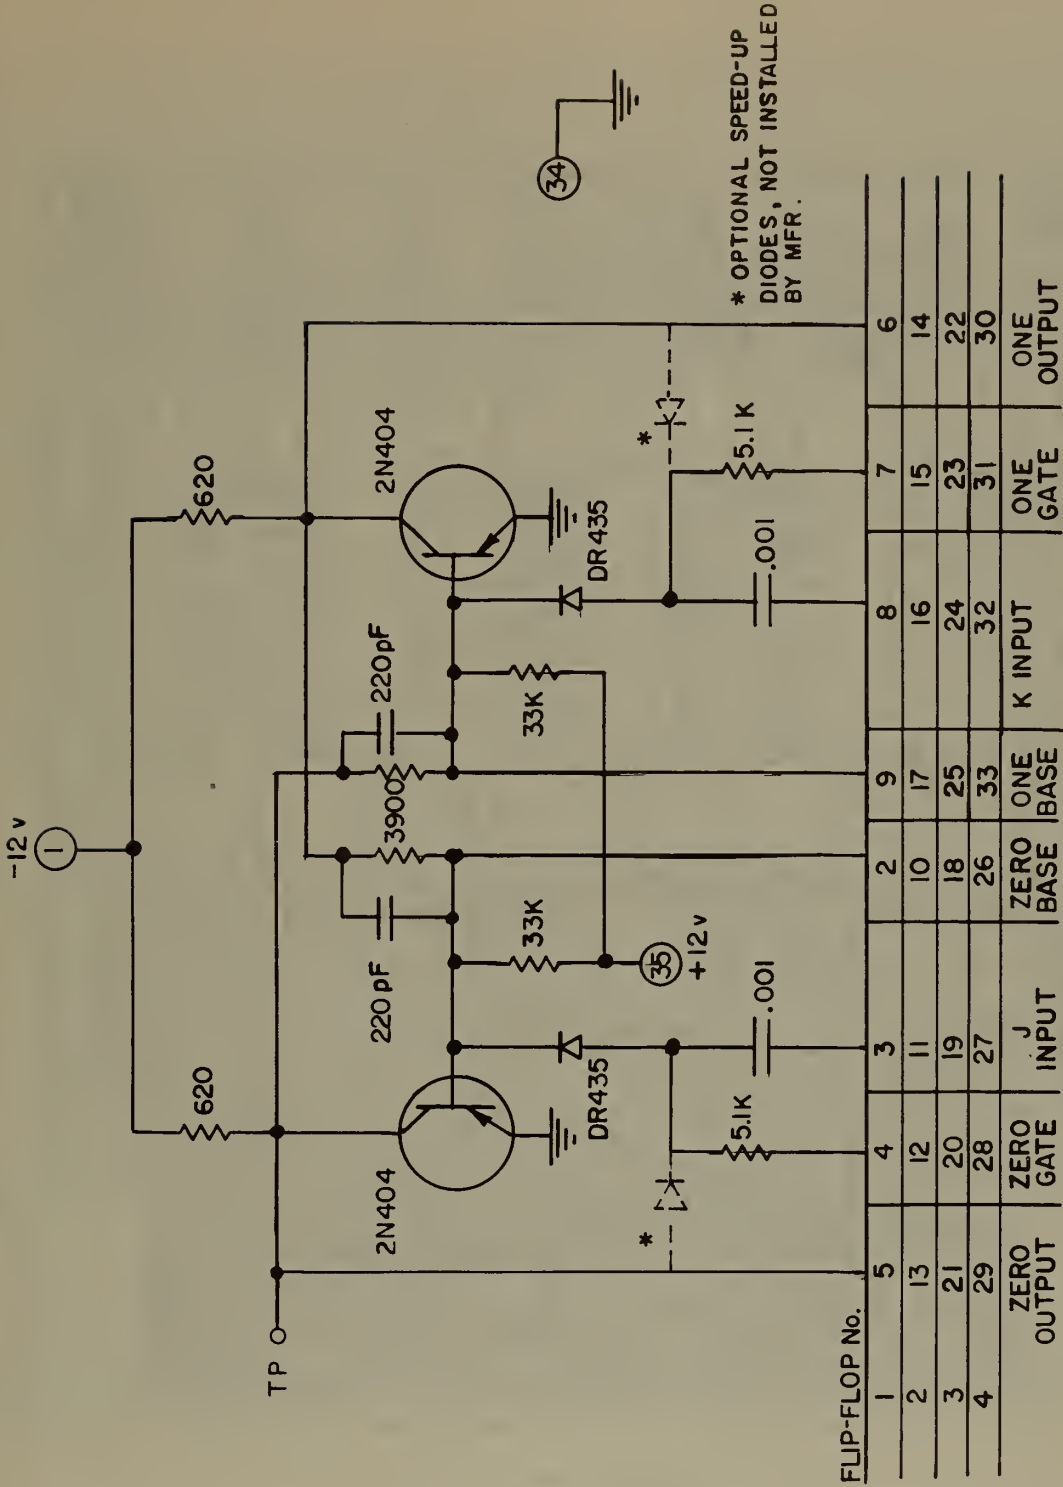 -12 v
1
620
620
2N404
2N404
220 pF
220pF
3900
33K
33K
DR435
DR435
35
+12v
34
5.1K
.001
.001
5.1K
*
*
* OPTIONAL SPEED-UP
DIODES, NOT INSTALLED
BY MFR.
TP
FLIP-FLOP No.
1 5 4 3 2 9 8 7 6
2 13 12 11 10 17 16 15 14
3 21 20 19 18 25 24 23 22
4 29 28 27 26 33 32 31 30
ZERO OUTPUT ZERO GATE J INPUT ZERO BASE ONE BASE K INPUT ONE GATE ONE OUTPUT